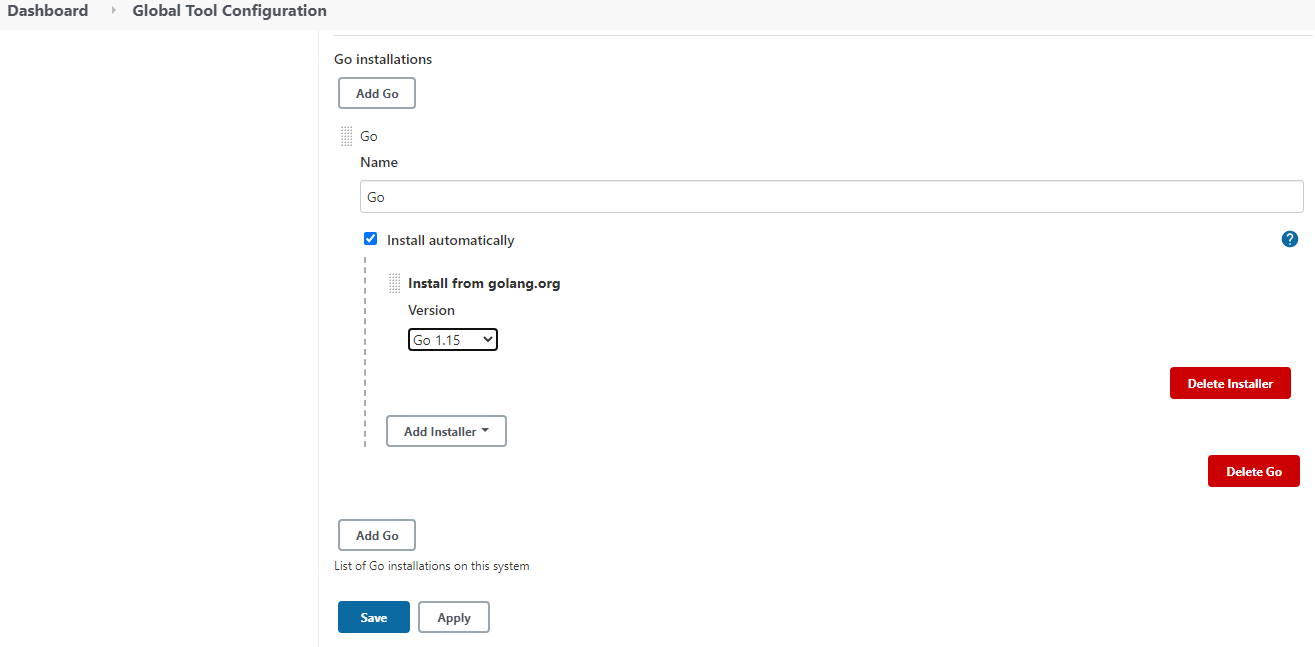 Dashboard
Global Tool Configuration
Go installations
Add Go
Go
Name
Go
Install automatically
?
Install from golang.org
Version
Go 1.15
Delete Installer
Add Installer
Delete Go
Add Go
List of Go installations on this system
Save
Apply